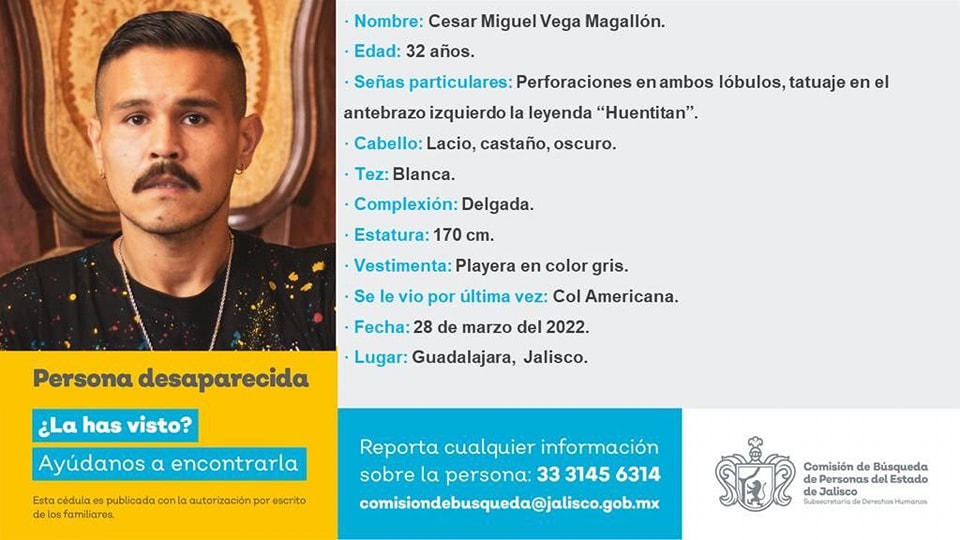 · Nombre: Cesar Miguel Vega Magallón.
· Edad: 32 años.
· Señas particulares: Perforaciones en ambos lóbulos, tatuaje en el
antebrazo izquierdo la leyenda “Huentitan”.
· Cabello: Lacio, castaño, oscuro.
· Tez: Blanca.
· Complexión: Delgada.
· Estatura: 170 cm.
· Vestimenta: Playera en color gris.
· Se le vio por última vez: Col Americana.
· Fecha: 28 de marzo del 2022.
· Lugar: Guadalajara, Jalisco.
Persona desaparecida
¿La has visto?
Ayúdanos a encontrarla
Esta cédula es publicada con la autorización por escrito
de los familiares.
Reporta cualquier información
sobre la persona: 33 3145 6314
comisiondebusqueda@jalisco.gob.mx
Comisión de Búsqueda
de Personas del Estado
de Jalisco
Subsecretaría de Derechos Humanos